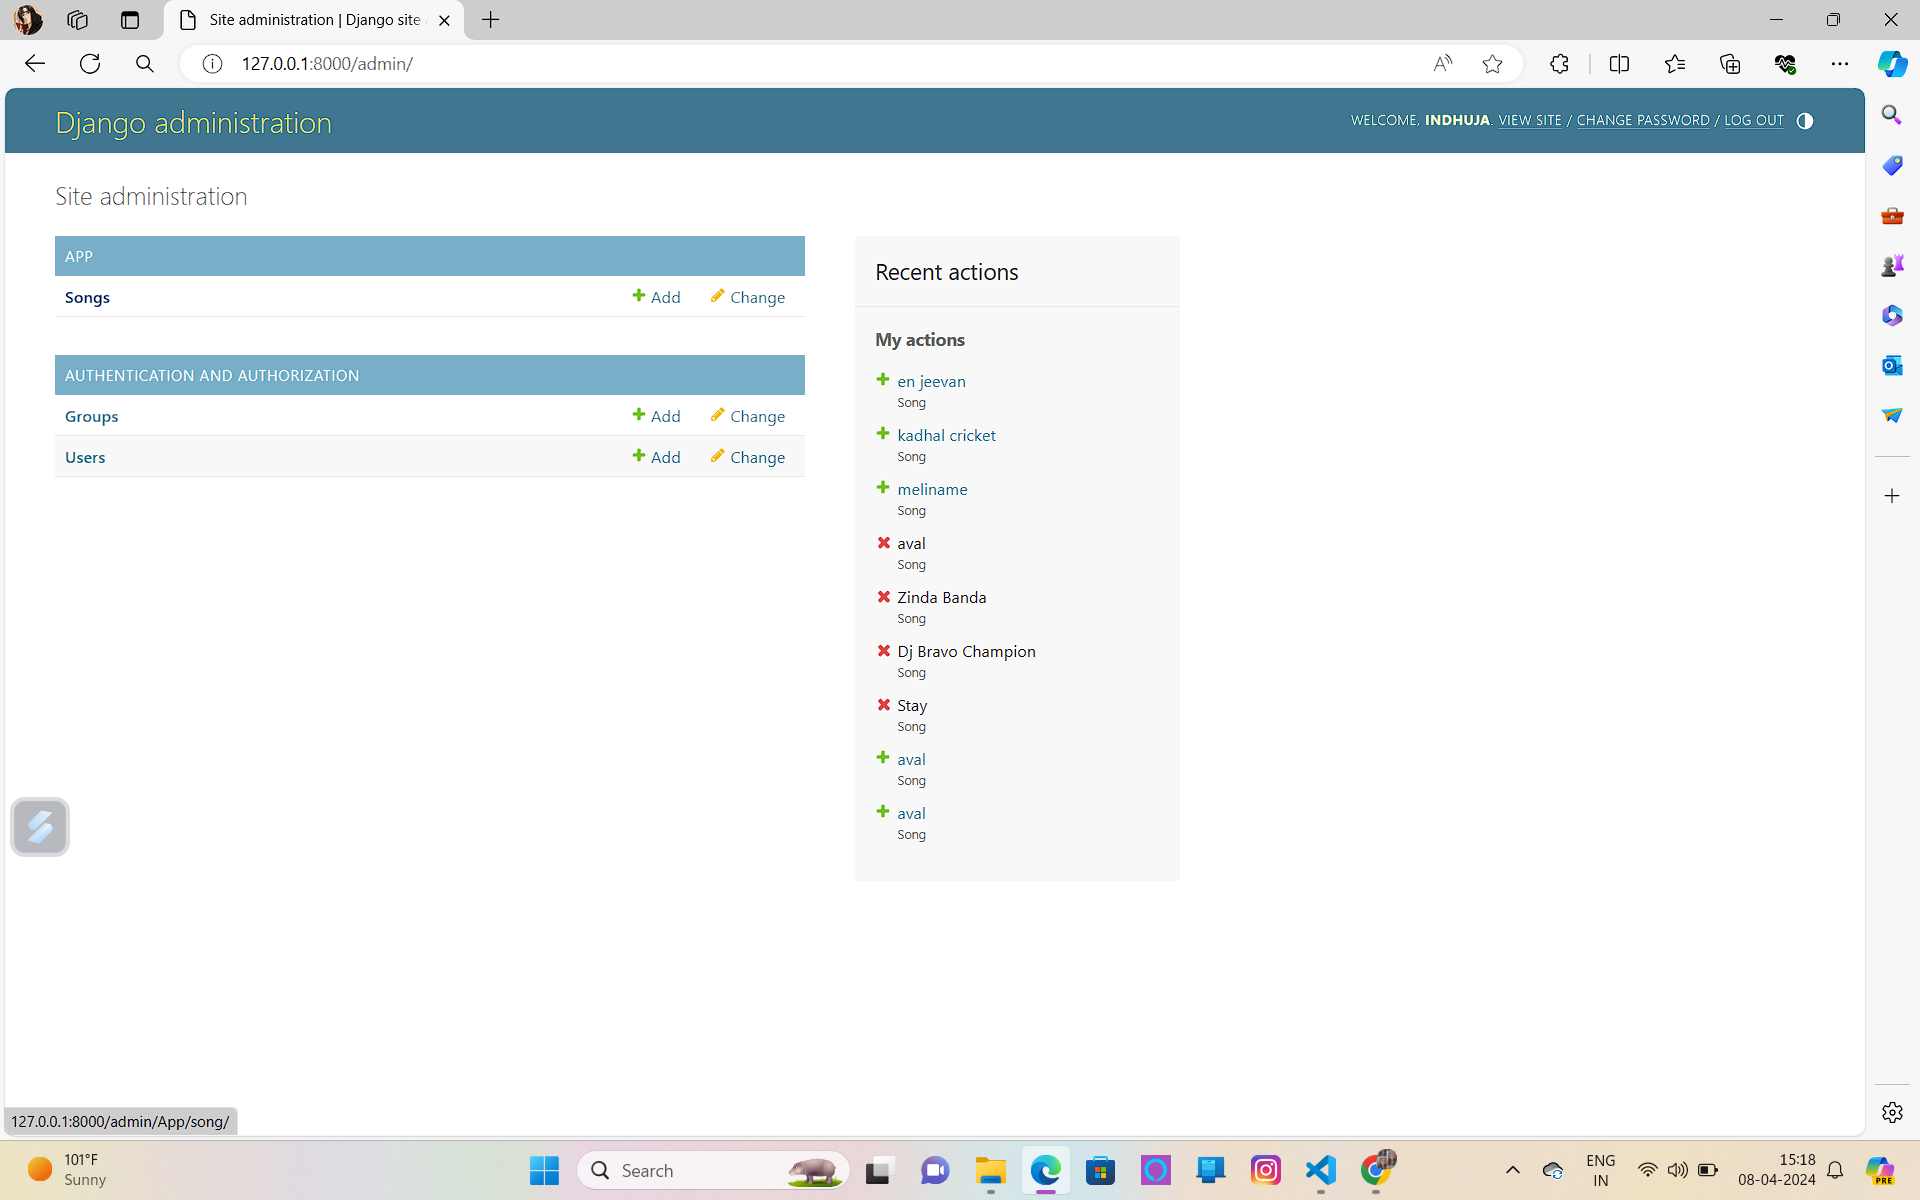 Site administration | Django site
127.0.0.1:8000/admin/
Django administration
WELCOME, INDHUJA. VIEW SITE / CHANGE PASSWORD / LOG OUT
Site administration
APP
Songs Add Change
AUTHENTICATION AND AUTHORIZATION
Groups Add Change
Users Add Change
Recent actions
My actions
en jeevan
Song
kadhal cricket
Song
meliname
Song
aval
Song
Zinda Banda
Song
Dj Bravo Champion
Song
Stay
Song
aval
Song
aval
Song
127.0.0.1:8000/admin/App/song/
101°F
Sunny
Search
ENG
IN
15:18
08-04-2024
PRE